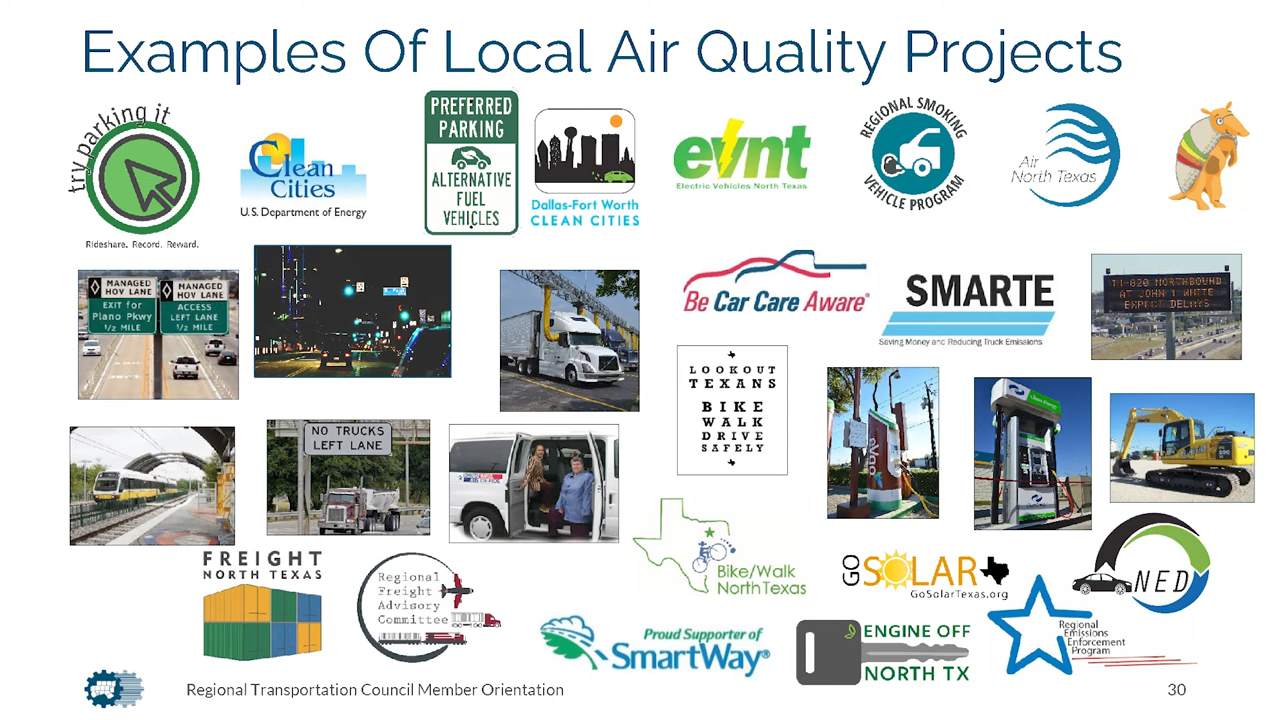 Examples Of Local Air Quality Projects
try parking it
Rideshare. Record. Reward.
Clean
Cities
U.S. Department of Energy
PREFERRED
PARKING
ALTERNATIVE
FUEL
VEHICLES
Dallas-Fort Worth
CLEAN CITIES
evnt
Electric Vehicles North Texas
REGIONAL SMOKING
VEHICLE PROGRAM
Air
North Texas
MANAGED
HOV LANE
EXIT for
Plano Pkwy
1/2 MILE
MANAGED
HOV LANE
ACCESS
LEFT LANE
1/2 MILE
Be Car Care Aware®
SMARTE
Saving Money and Reducing Truck Emissions
AT JOHN T WHITE
EXPECT DELAYS
LOOKOUT
TEXANS
BIKE
WALK
DRIVE
SAFELY
NO TRUCKS
LEFT LANE
FREIGHT
NORTH TEXAS
Regional
Freight
Advisory
Committee
Bike/Walk
NorthTexas
GO
SOLAR
GoSolarTexas.org
NED
Proud Supporter of
SmartWay®
ENGINE OFF
NORTH TX
Regional
Emissions
Enforcement
Program
Regional Transportation Council Member Orientation
30